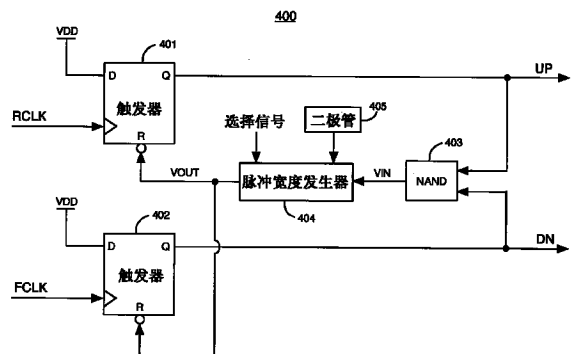 400
VDD
401
D
Q
UP
触发器
RCLK
R
选择信号
二极管
405
403
VOUT
脉冲宽度发生器
VIN
NAND
404
VDD
402
D
Q
DN
触发器
FCLK
R